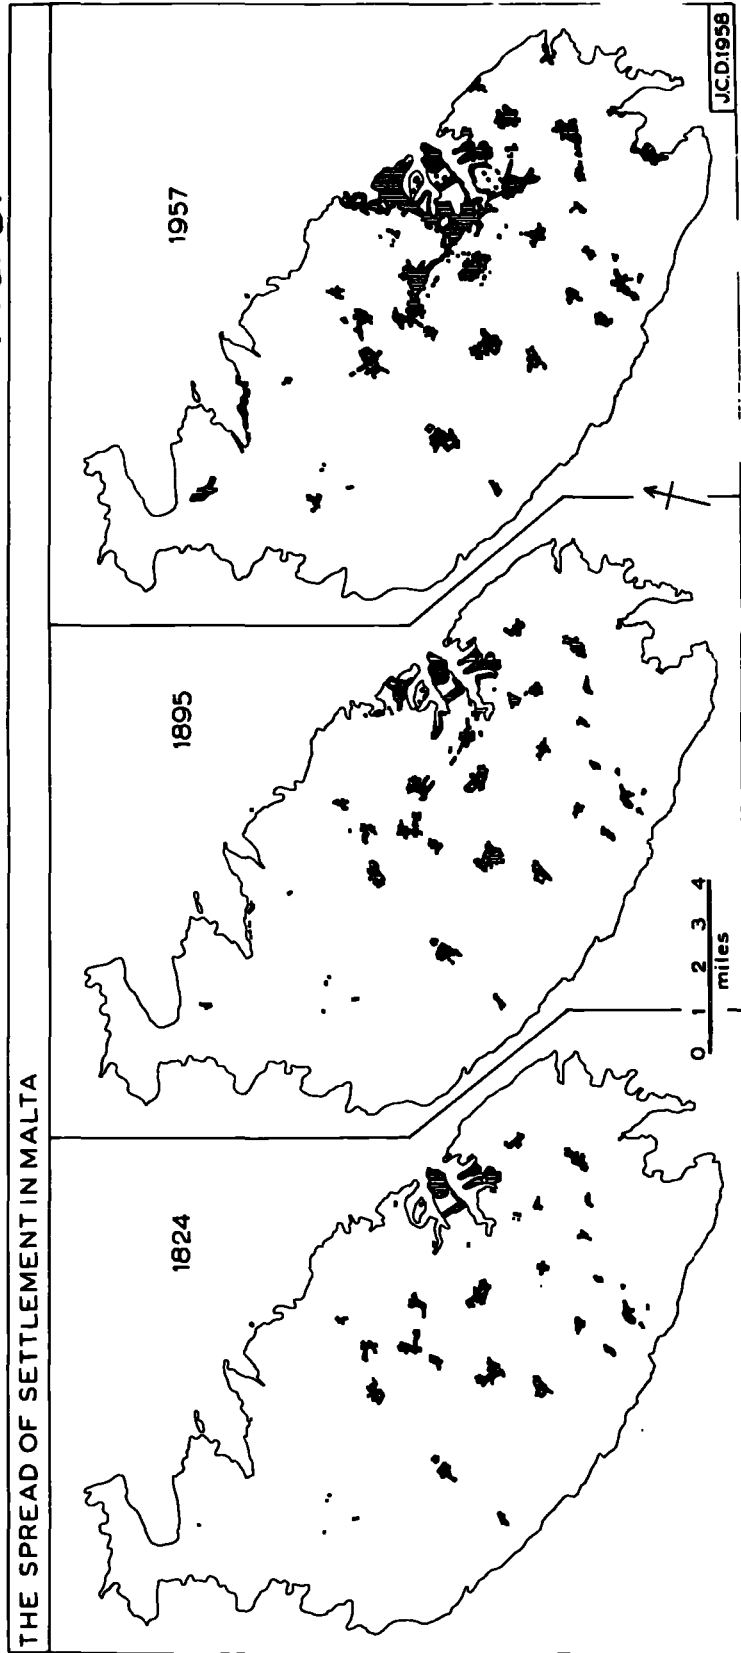 THE SPREAD OF SETTLEMENT IN MALTA
1824
1895
1957
0 1 2 3 4
miles
J.C.D.1958